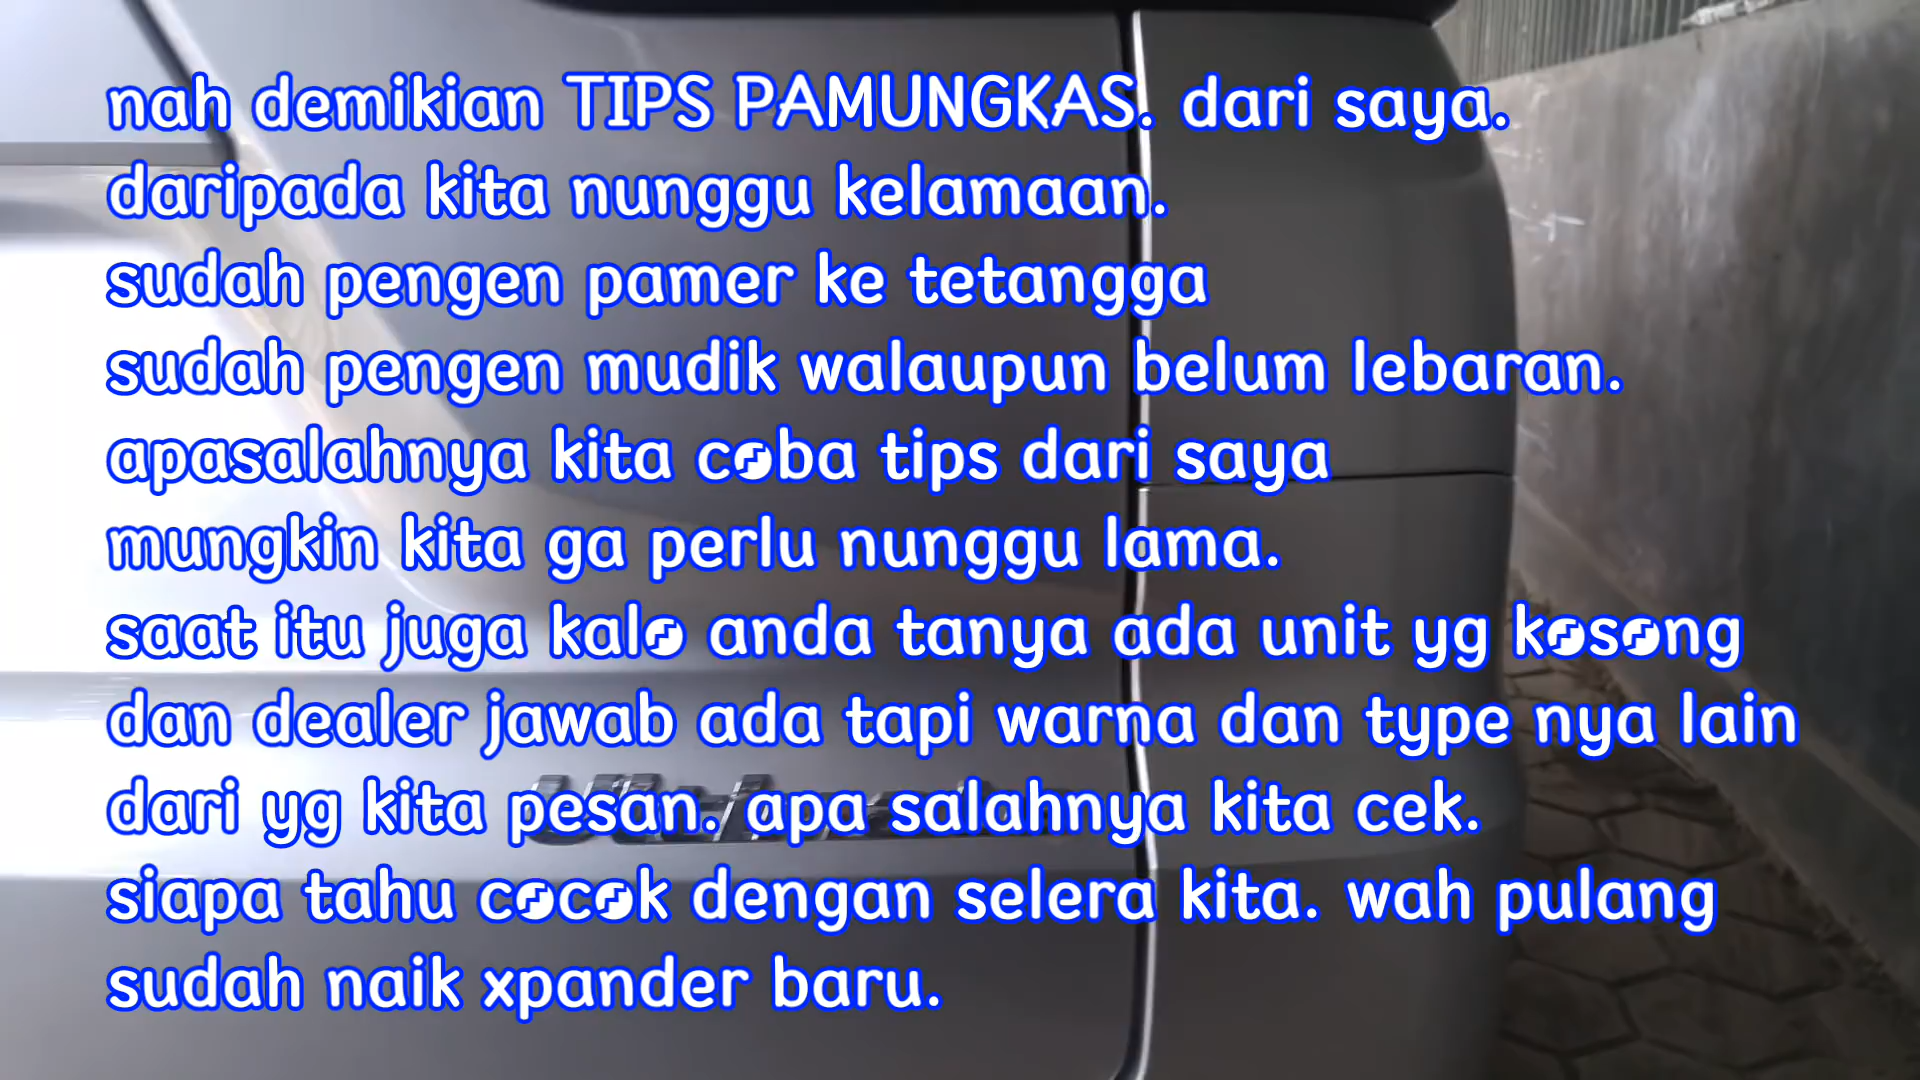 nah demikian TIPS PAMUNGKAS. dari saya.
daripada kita nunggu kelamaan.
sudah pengen pamer ke tetangga
sudah pengen mudik walaupun belum lebaran.
apasalahnya kita coba tips dari saya
mungkin kita ga perlu nunggu lama.
saat itu juga kalo anda tanya ada unit yg kosong
dan dealer jawab ada tapi warna dan type nya lain
dari yg kita pesan. apa salahnya kita cek.
siapa tahu cocok dengan selera kita. wah pulang
sudah naik xpander baru.